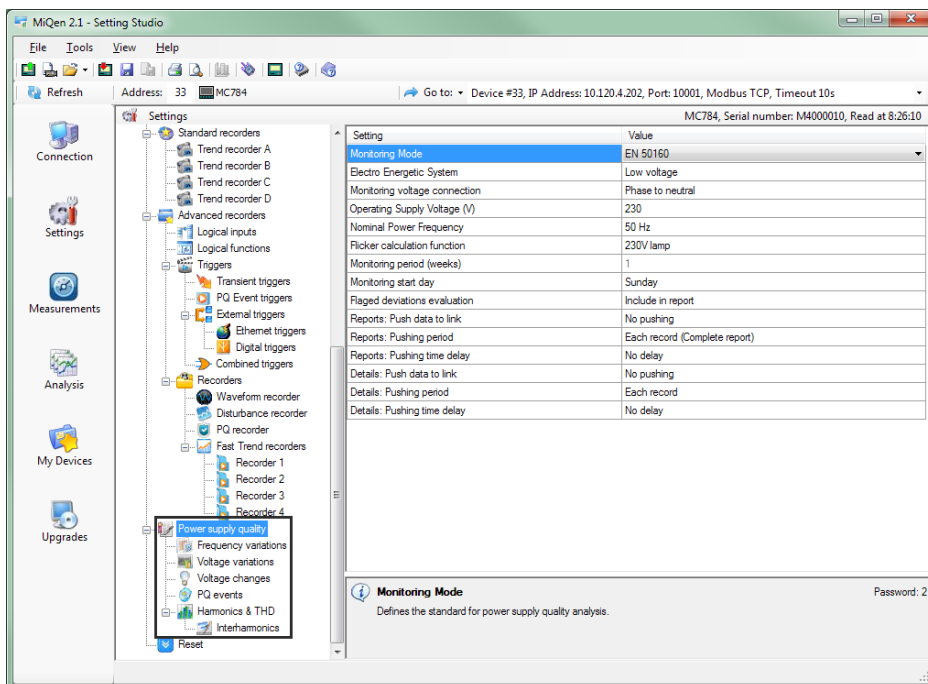 MiQen 2.1 - Setting Studio
File Tools View Help
Refresh Address: 33 MC784 Go to: Device #33, IP Address: 10.120.4.202, Port: 10001, Modbus TCP, Timeout 10s
Settings MC784, Serial number: M4000010, Read at 8:26:10
Connection
Settings
Measurements
Analysis
My Devices
Upgrades
Standard recorders
Trend recorder A
Trend recorder B
Trend recorder C
Trend recorder D
Advanced recorders
Logical inputs
Logical functions
Triggers
Transient triggers
PQ Event triggers
External triggers
Ethernet triggers
Digital triggers
Combined triggers
Recorders
Waveform recorder
Disturbance recorder
PQ recorder
Fast Trend recorders
Recorder 1
Recorder 2
Recorder 3
Recorder 4
Power supply quality
Frequency variations
Voltage variations
Voltage changes
PQ events
Harmonics & THD
Interharmonics
Reset
Setting Value
Monitoring Mode EN 50160
Electro Energetic System Low voltage
Monitoring voltage connection Phase to neutral
Operating Supply Voltage (V) 230
Nominal Power Frequency 50 Hz
Flicker calculation function 230V lamp
Monitoring period (weeks) 1
Monitoring start day Sunday
Flaged deviations evaluation Include in report
Reports: Push data to link No pushing
Reports: Pushing period Each record (Complete report)
Reports: Pushing time delay No delay
Details: Push data to link No pushing
Details: Pushing period Each record
Details: Pushing time delay No delay
Monitoring Mode Password: 2
Defines the standard for power supply quality analysis.